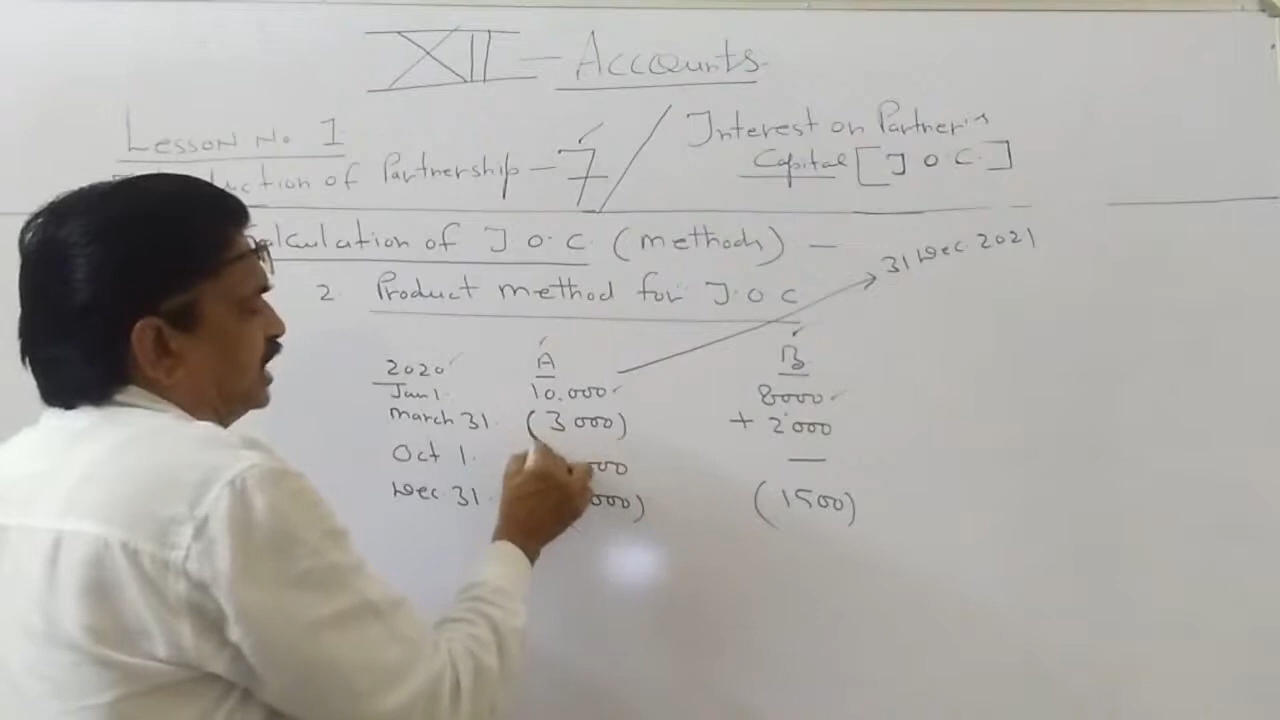 XII - Accounts
Lesson No. 1
Partnership - 7 / Interest on Partner's
of Capital [I O C.]
Calculation of I O.C. (methods) -
31 Dec 2021
2. Product method for I.O C
2020 A B
Jan 1. 10,000 8000
March 31. (3000) + 2000
Oct 1. —
Dec. 31. (1500)